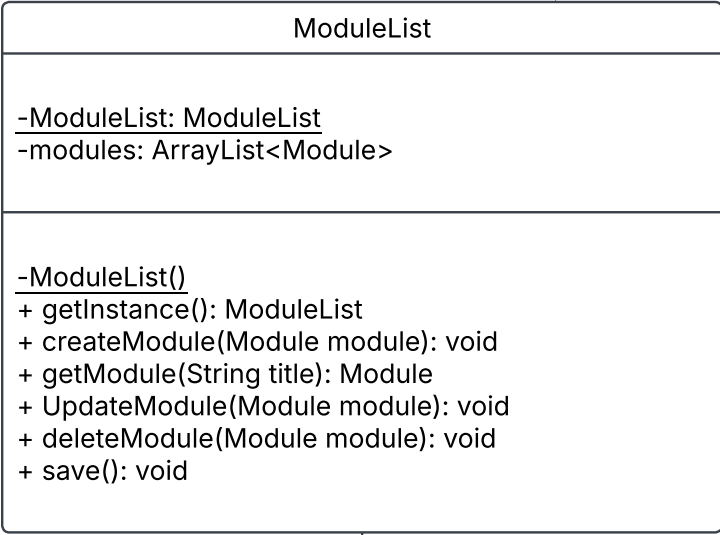 ModuleList
-ModuleList: ModuleList
-modules: ArrayList<Module>
-ModuleList()
+ getInstance(): ModuleList
+ createModule(Module module): void
+ getModule(String title): Module
+ UpdateModule(Module module): void
+ deleteModule(Module module): void
+ save(): void